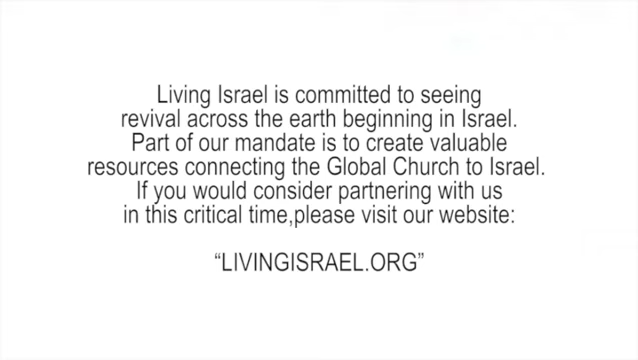 Living Israel is committed to seeing
revival across the earth beginning in Israel.
Part of our mandate is to create valuable
resources connecting the Global Church to Israel.
If you would consider partnering with us
in this critical time,please visit our website:
“LIVINGISRAEL.ORG”